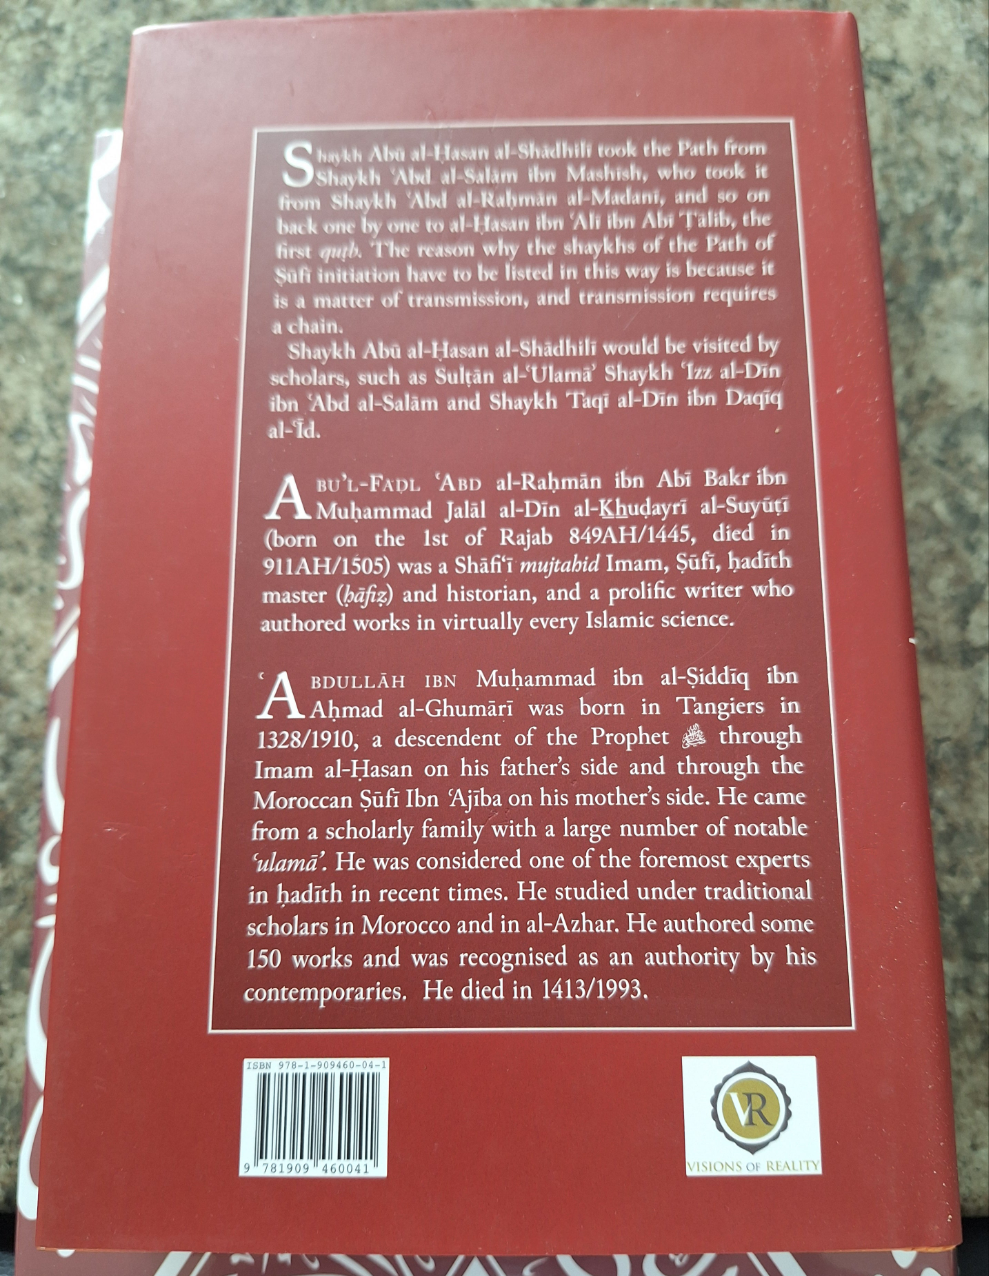 Shaykh Abū al-Ḥasan al-Shādhilī took the Path from
Shaykh ʿAbd al-Salām ibn Mashīsh, who took it
from Shaykh ʿAbd al-Raḥmān al-Madanī, and so on
back one by one to al-Ḥasan ibn ʿAlī ibn Abī Ṭālib, the
first quṭb. The reason why the shaykhs of the Path of
Ṣūfī initiation have to be listed in this way is because it
is a matter of transmission, and transmission requires
a chain.
Shaykh Abū al-Ḥasan al-Shādhilī would be visited by
scholars, such as Sulṭān al-ʿUlamāʾ Shaykh ʿIzz al-Dīn
ibn ʿAbd al-Salām and Shaykh Taqī al-Dīn ibn Daqīq
al-ʿĪd.
ABU’L-FAḌL ʿABD al-Raḥmān ibn Abī Bakr ibn
Muḥammad Jalāl al-Dīn al-Khuḍayrī al-Suyūṭī
(born on the 1st of Rajab 849AH/1445, died in
911AH/1505) was a Shāfiʿī mujtahid Imam, Ṣūfī, ḥadīth
master (ḥāfiẓ) and historian, and a prolific writer who
authored works in virtually every Islamic science.
ʿABDULLĀH IBN Muḥammad ibn al-Ṣiddīq ibn
Aḥmad al-Ghumārī was born in Tangiers in
1328/1910, a descendent of the Prophet ﷺ through
Imam al-Ḥasan on his father’s side and through the
Moroccan Ṣūfī Ibn ʿAjība on his mother’s side. He came
from a scholarly family with a large number of notable
ʿulamāʾ. He was considered one of the foremost experts
in ḥadīth in recent times. He studied under traditional
scholars in Morocco and in al-Azhar. He authored some
150 works and was recognised as an authority by his
contemporaries. He died in 1413/1993.
ISBN 978-1-909460-04-1
9 781909 460041
VR
VISIONS OF REALITY